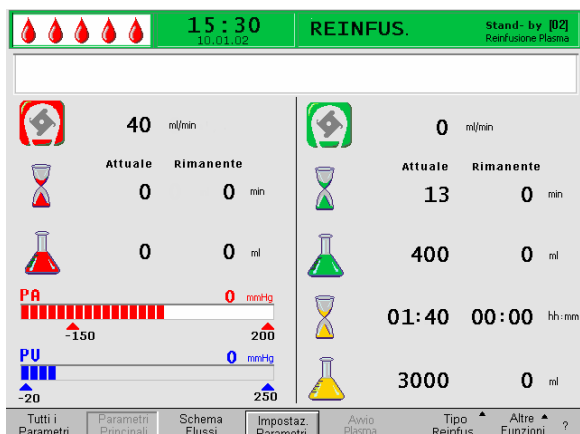 15:30
10.01.02
REINFUS.
Stand- by [02]
Reinfusione Plasma
40 ml/min
Attuale Rimanente
0 0 min
0 0 ml
PA 0 mmHg
-150 200
PU 0 mmHg
-20 250
0 ml/min
Attuale Rimanente
13 0 min
400 0 ml
01:40 00:00 hh:mm
3000 0 ml
Tutti i Parametri
Parametri Principali
Schema Flussi
Impostaz. Parametri
Avvio Plasma
Tipo Reinfus.
Altre Funzioni
?